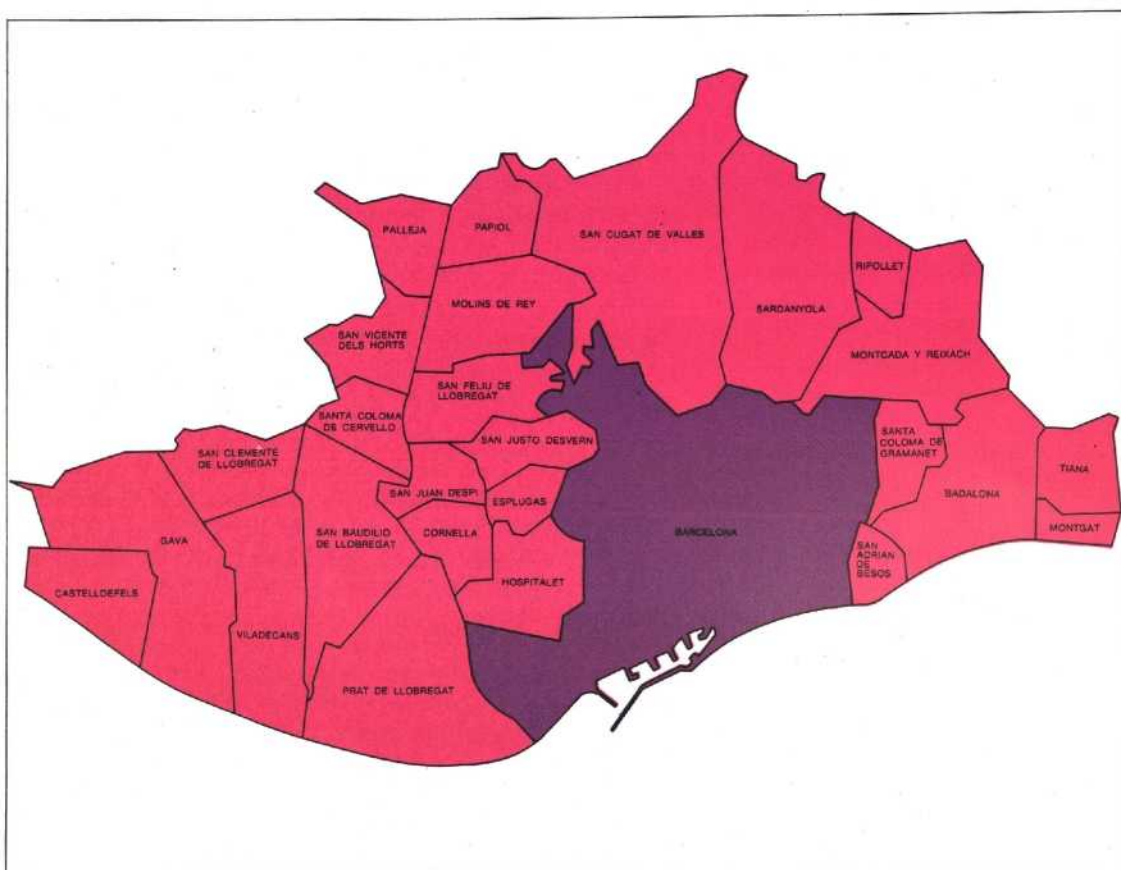 PALLEJA
PAPIOL
SAN CUGAT DE VALLES
RIPOLLET
MOLINS DE REY
SARDANYOLA
SAN VICENTE
DELS HORTS
MONTCADA Y REIXACH
SAN FELIU DE
LLOBREGAT
SANTA COLOMA
DE CERVELLO
SAN JUSTO DESVERN
SANTA
COLOMA DE
GRAMANET
SAN CLEMENTE
DE LLOBREGAT
TIANA
SAN JUAN DESPI
ESPLUGAS
BADALONA
SAN BAUDILIO
DE LLOBREGAT
CORNELLA
BARCELONA
MONTGAT
GAVA
SAN
ADRIAN
DE
BESOS
HOSPITALET
CASTELLDEFELS
VILADECANS
PRAT DE LLOBREGAT